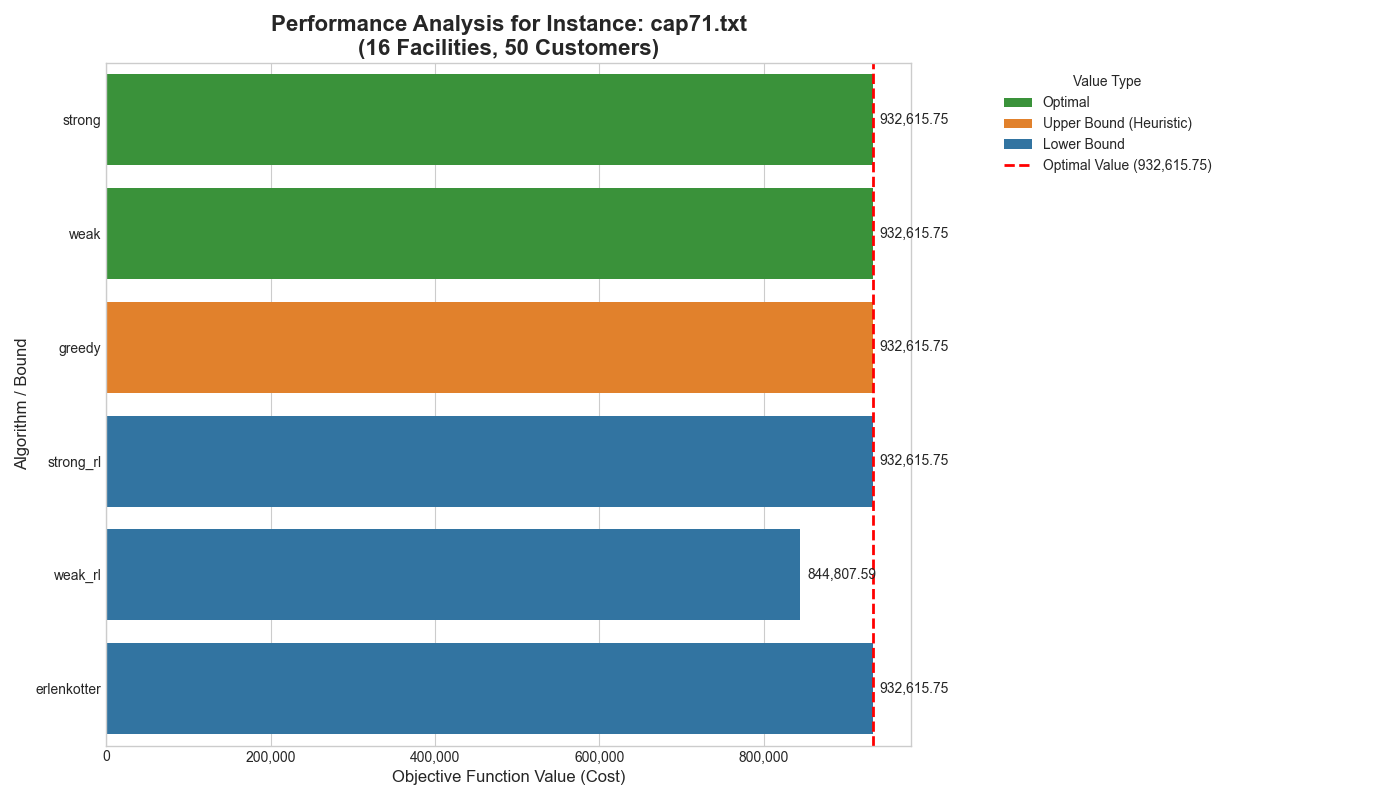 Performance Analysis for Instance: cap71.txt
(16 Facilities, 50 Customers)
Algorithm / Bound
strong
932,615.75
weak
932,615.75
greedy
932,615.75
strong_rl
932,615.75
weak_rl
844,807.59
erlenkotter
932,615.75
0
200,000
400,000
600,000
800,000
Objective Function Value (Cost)
Value Type
Optimal
Upper Bound (Heuristic)
Lower Bound
Optimal Value (932,615.75)